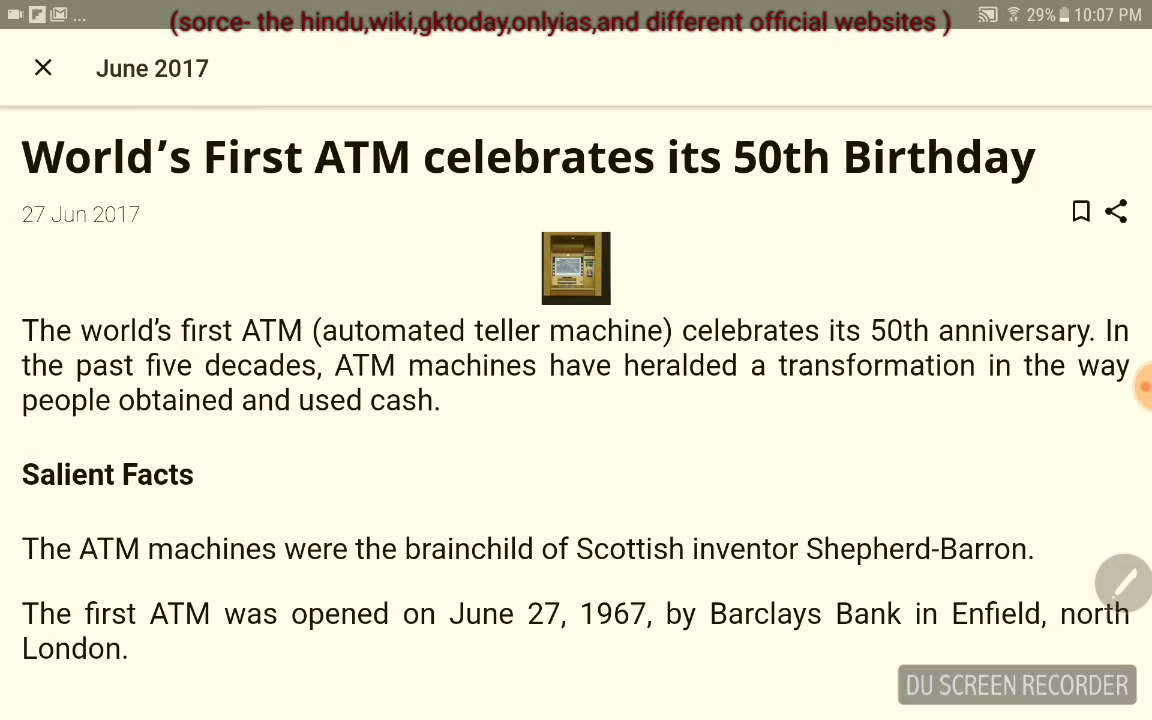 (sorce- the hindu,wiki,gktoday,onlyias,and different official websites )
... 29% 10:07 PM
June 2017
World’s First ATM celebrates its 50th Birthday
27 Jun 2017
The world’s first ATM (automated teller machine) celebrates its 50th anniversary. In
the past five decades, ATM machines have heralded a transformation in the way
people obtained and used cash.
Salient Facts
The ATM machines were the brainchild of Scottish inventor Shepherd-Barron.
The first ATM was opened on June 27, 1967, by Barclays Bank in Enfield, north
London.
DU SCREEN RECORDER